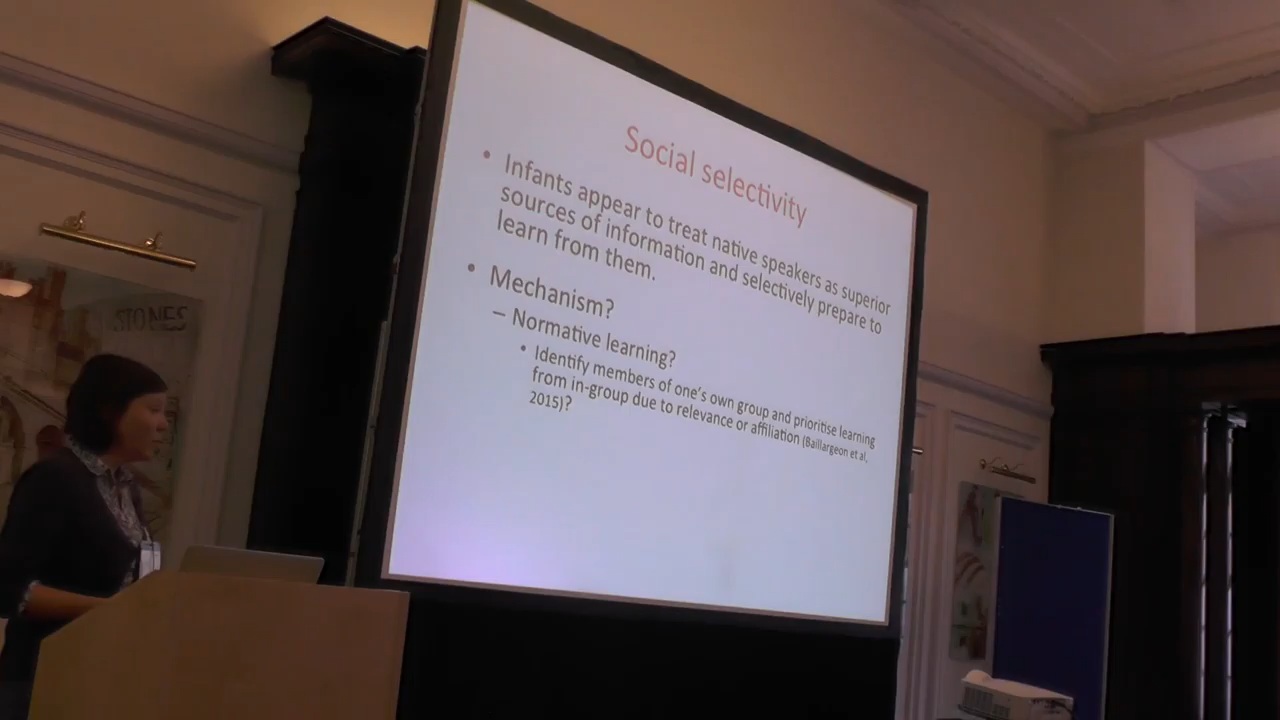 STONES
Social selectivity
• Infants appear to treat native speakers as superior
sources of information and selectively prepare to
learn from them.
• Mechanism?
– Normative learning?
• Identify members of one's own group and prioritise learning
from in-group due to relevance or affiliation (Baillargeon et al,
2015)?